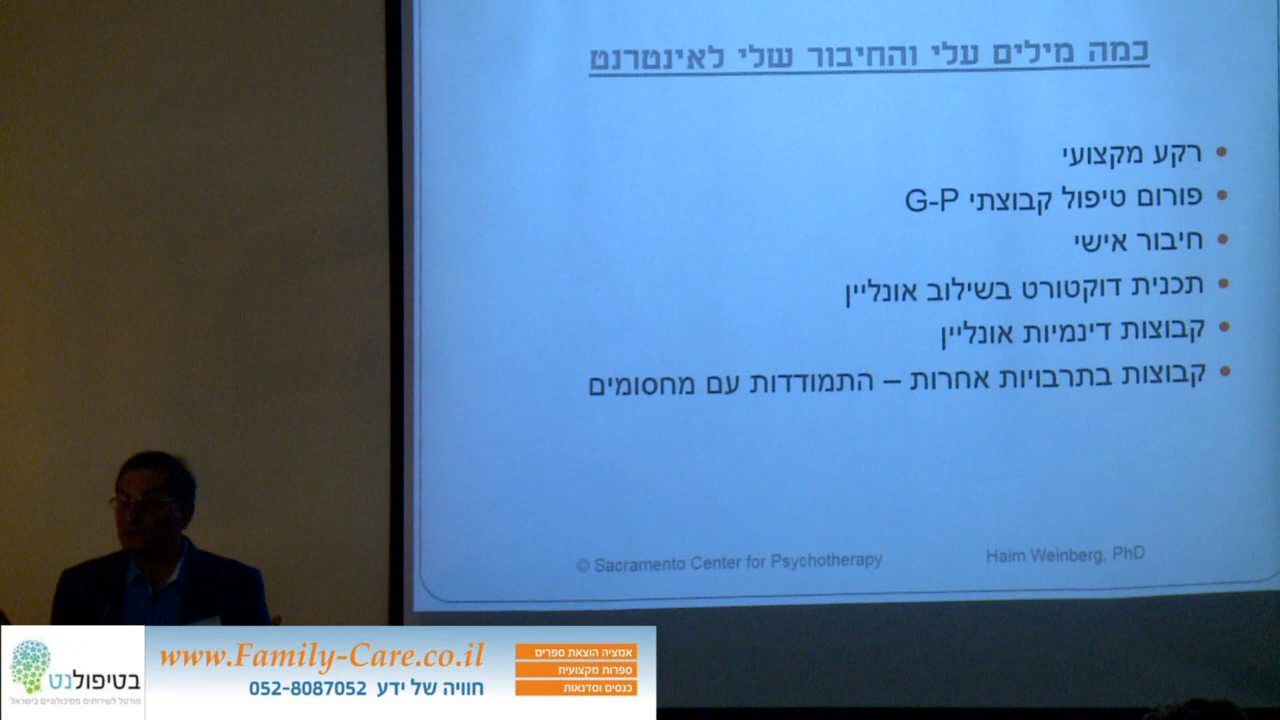 כמה מילים עלי והחיבור שלי לאינטרנט
• רקע מקצועי
• פורום טיפול קבוצתי G-P
• חיבור אישי
• תכנית דוקטורט בשילוב אונליין
• קבוצות דינמיות אונליין
• קבוצות בתרבויות אחרות – התמודדות עם מחסומים
© Sacramento Center for Psychotherapy
Haim Weinberg, PhD
בטיפולנט
פורטל לשירותים פסיכולוגיים בישראל
www.Family-Care.co.il
חוויה של ידע 052-8087052
אמציה הוצאת ספרים
ספרות מקצועית
כנסים וסדנאות